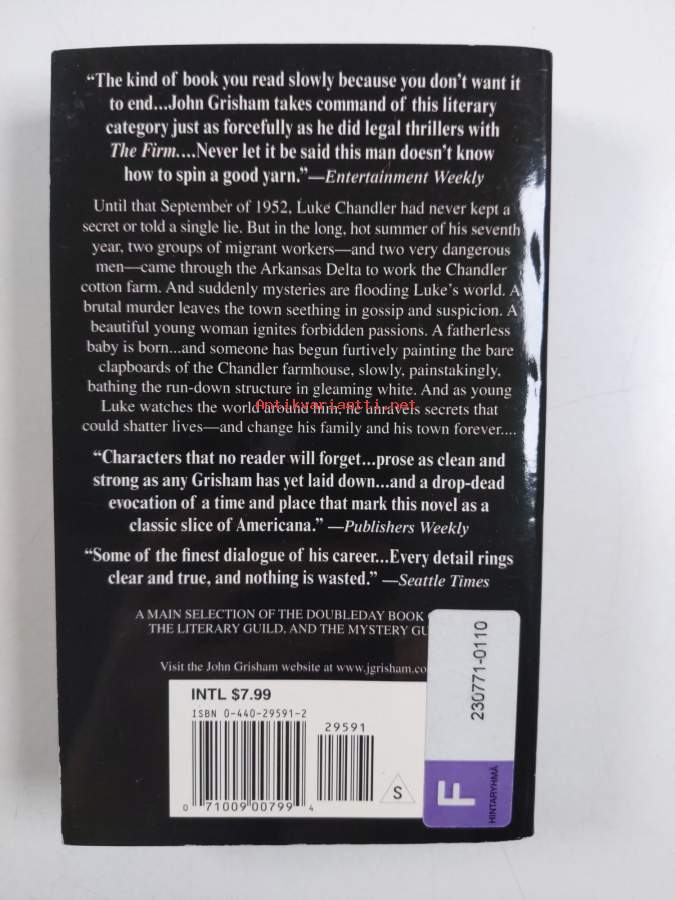 “The kind of book you read slowly because you don’t want it
to end...John Grisham takes command of this literary
category just as forcefully as he did legal thrillers with
The Firm....Never let it be said this man doesn’t know
how to spin a good yarn.”—Entertainment Weekly
Until that September of 1952, Luke Chandler had never kept a
secret or told a single lie. But in the long, hot summer of his seventh
year, two groups of migrant workers—and two very dangerous
men—came through the Arkansas Delta to work the Chandler
cotton farm. And suddenly mysteries are flooding Luke’s world. A
brutal murder leaves the town seething in gossip and suspicion. A
beautiful young woman ignites forbidden passions. A fatherless
baby is born...and someone has begun furtively painting the bare
clapboards of the Chandler farmhouse, slowly, painstakingly,
bathing the run-down structure in gleaming white. And as young
Luke watches the world around him, he unravels secrets that
could shatter lives—and change his family and his town forever....
Antikvariantti.net
“Characters that no reader will forget...prose as clean and
strong as any Grisham has yet laid down...and a drop-dead
evocation of a time and place that mark this novel as a
classic slice of Americana.” —Publishers Weekly
“Some of the finest dialogue of his career...Every detail rings
clear and true, and nothing is wasted.” —Seattle Times
A MAIN SELECTION OF THE DOUBLEDAY BOOK
THE LITERARY GUILD, AND THE MYSTERY GU
Visit the John Grisham website at www.jgrisham.co
INTL $7.99
ISBN 0-440-29591-2
29591
0 71009 00799 4
S
230771-0110
F
HINTARYHMÄ